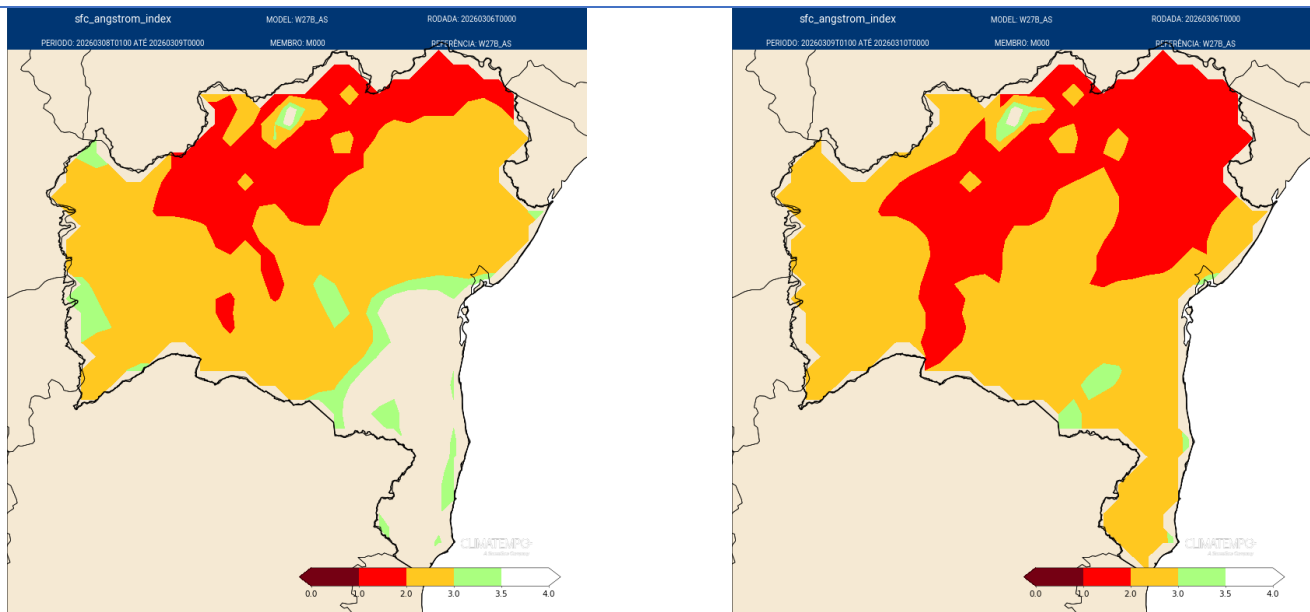 sfc_angstrom_index MODEL: W27B_AS RODADA: 20260306T0000
PERIODO: 20260308T0100 ATÉ 20260309T0000 MEMBRO: M000 REFERÊNCIA: W27B_AS
CLIMATEMPO
0.0 1.0 2.0 3.0 3.5 4.0
sfc_angstrom_index MODEL: W27B_AS RODADA: 20260306T0000
PERIODO: 20260309T0100 ATÉ 20260310T0000 MEMBRO: M000 REFERÊNCIA: W27B_AS
CLIMATEMPO
0.0 1.0 2.0 3.0 3.5 4.0